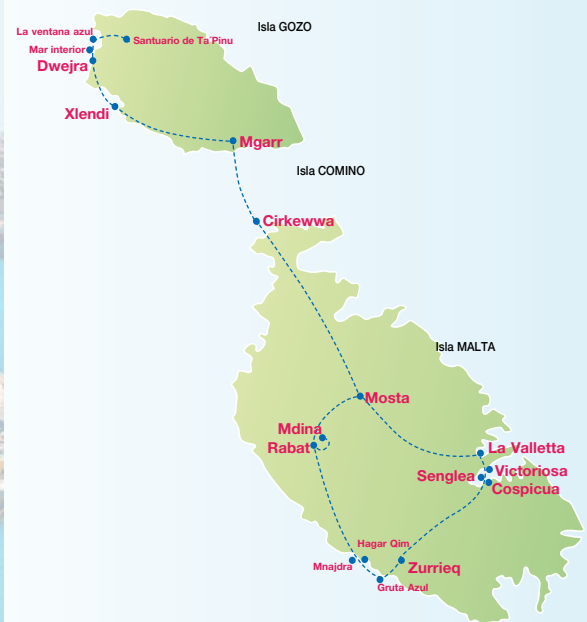 Isla GOZO
La ventana azul
Santuario de Ta´Pinu
Mar interior
Dwejra
Xlendi
Mgarr
Isla COMINO
Cirkewwa
Isla MALTA
Mosta
Mdina
Rabat
La Valletta
Victoriosa
Senglea
Cospicua
Hagar Qim
Mnajdra
Zurrieq
Gruta Azul